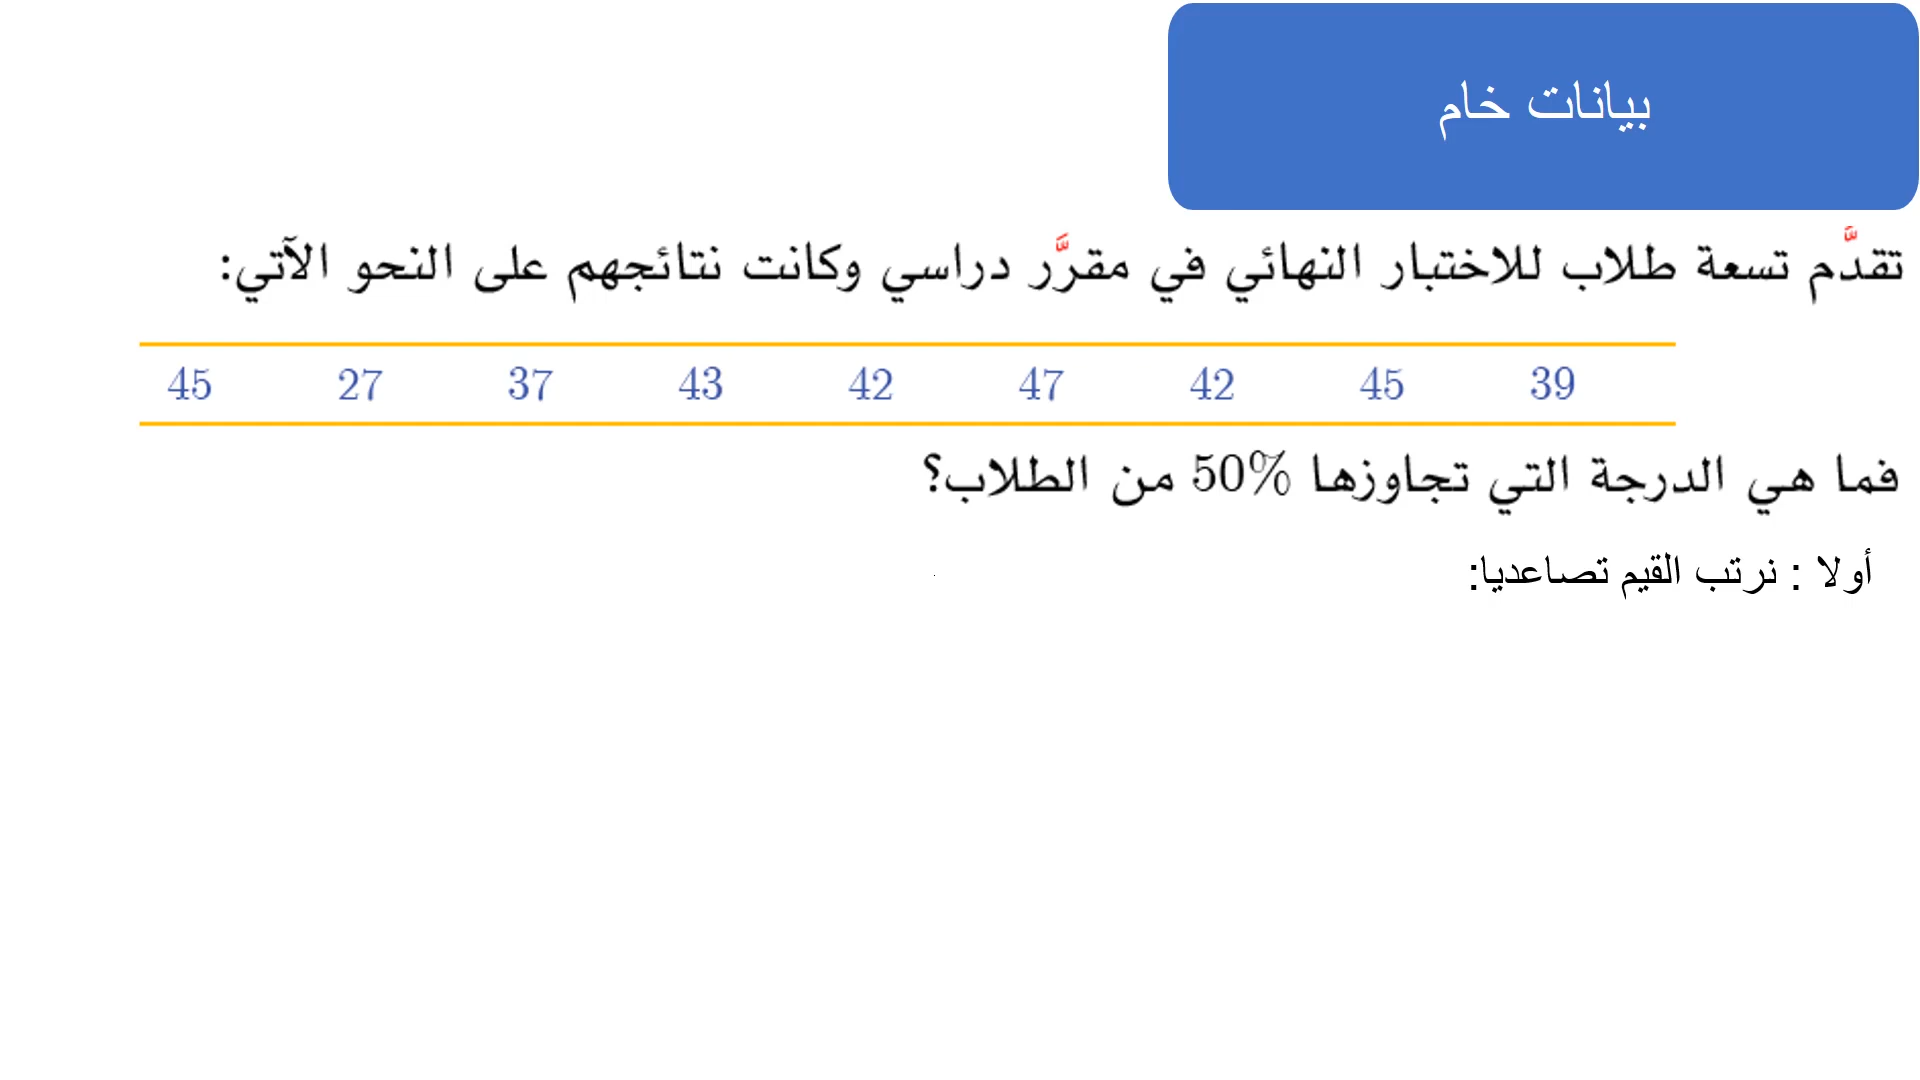 بيانات خام
تقدَّم تسعة طلاب للاختبار النهائي في مقرَّر دراسي وكانت نتائجهم على النحو الآتي:
45 27 37 43 42 47 42 45 39
فما هي الدرجة التي تجاوزها 50% من الطلاب؟
أولا : نرتب القيم تصاعديا: